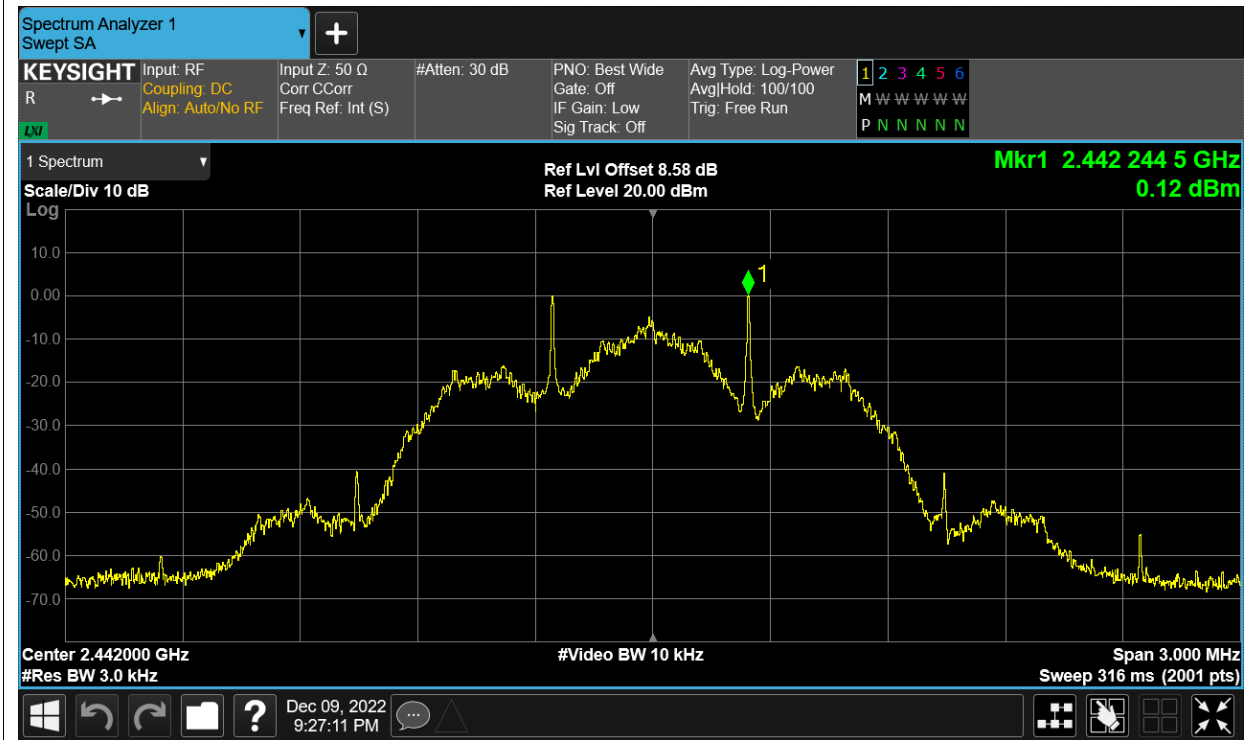 Spectrum Analyzer 1
Swept SA
KEYSIGHT
R
LXI
Input: RF
Coupling: DC
Align: Auto/No RF
Input Z: 50 Ω
Corr CCorr
Freq Ref: Int (S)
#Atten: 30 dB
PNO: Best Wide
Gate: Off
IF Gain: Low
Sig Track: Off
Avg Type: Log-Power
Avg|Hold: 100/100
Trig: Free Run
1 2 3 4 5 6
M W W W W W
P N N N N N
1 Spectrum
Scale/Div 10 dB
Log
Ref Lvl Offset 8.58 dB
Ref Level 20.00 dBm
Mkr1 2.442 244 5 GHz
0.12 dBm
10.0
0.00
-10.0
-20.0
-30.0
-40.0
-50.0
-60.0
-70.0
1
Center 2.442000 GHz
#Res BW 3.0 kHz
#Video BW 10 kHz
Span 3.000 MHz
Sweep 316 ms (2001 pts)
?
Dec 09, 2022
9:27:11 PM